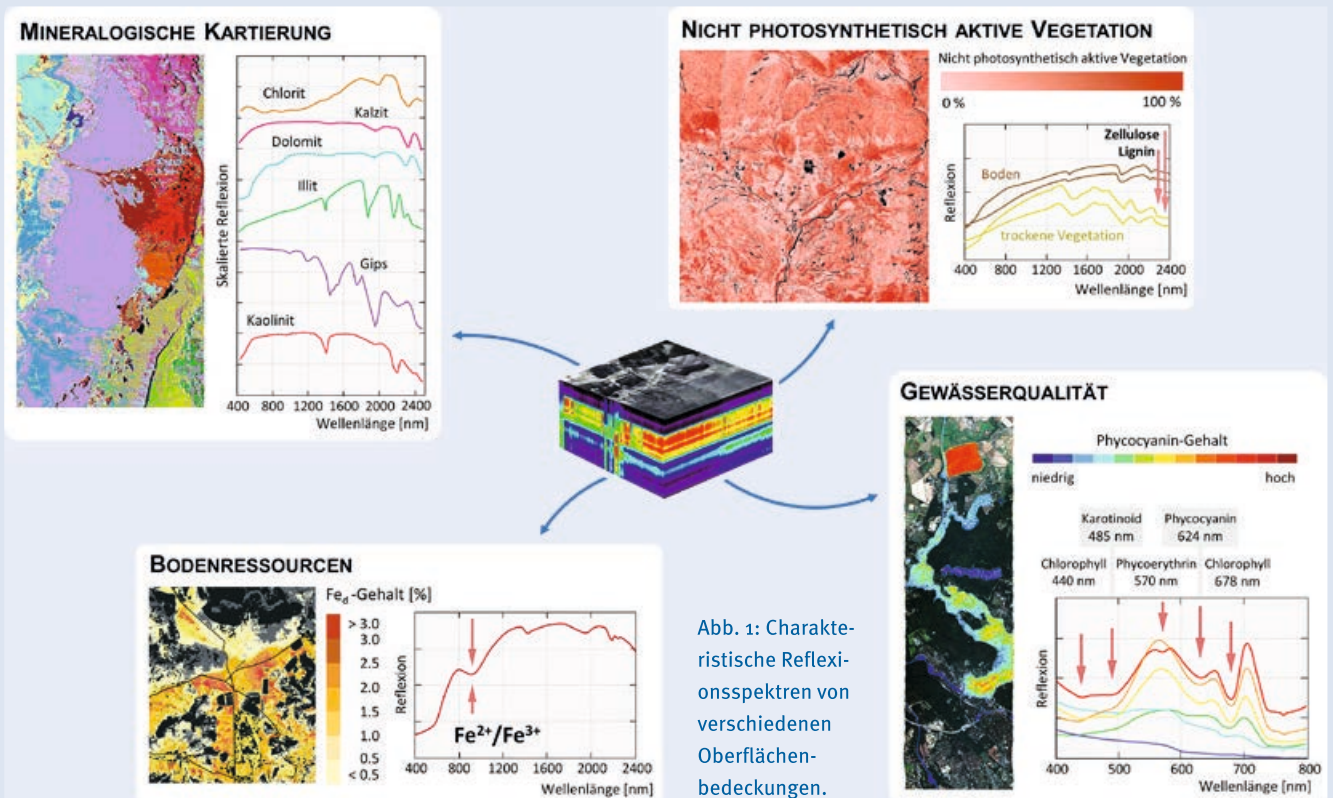 MINERALOGISCHE KARTIERUNG
Chlorit
Kalzit
Dolomit
Illit
Gips
Kaolinit
Skalierte Reflexion
400 800 1200 1600 2000 2400
Wellenlänge [nm]
NICHT PHOTOSYNTHETISCH AKTIVE VEGETATION
Nicht photosynthetisch aktive Vegetation
0 % 100 %
Zellulose
Lignin
Boden
trockene Vegetation
Reflexion
400 800 1200 1600 2000 2400
Wellenlänge [nm]
BODENRESSOURCEN
Fed-Gehalt [%]
> 3.0
3.0
2.5
2.0
1.5
1.0
0.5
< 0.5
Reflexion
Fe²⁺/Fe³⁺
400 800 1200 1600 2000 2400
Wellenlänge [nm]
Abb. 1: Charakte-
ristische Reflexi-
onsspektren von
verschiedenen
Oberflächen-
bedeckungen.
GEWÄSSERQUALITÄT
Phycocyanin-Gehalt
niedrig hoch
Karotinoid Phycocyanin
485 nm 624 nm
Chlorophyll Phycoerythrin Chlorophyll
440 nm 570 nm 678 nm
Reflexion
400 500 600 700 800
Wellenlänge [nm]